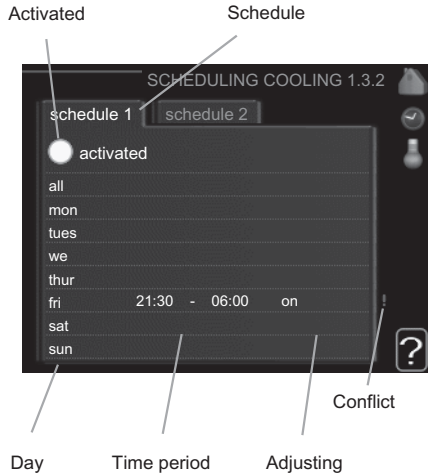 Activated
Schedule
SCHEDULING COOLING 1.3.2
schedule 1
schedule 2
activated
all
mon
tues
we
thur
fri 21:30 - 06:00 on !
sat
sun
?
Conflict
Day
Time period
Adjusting